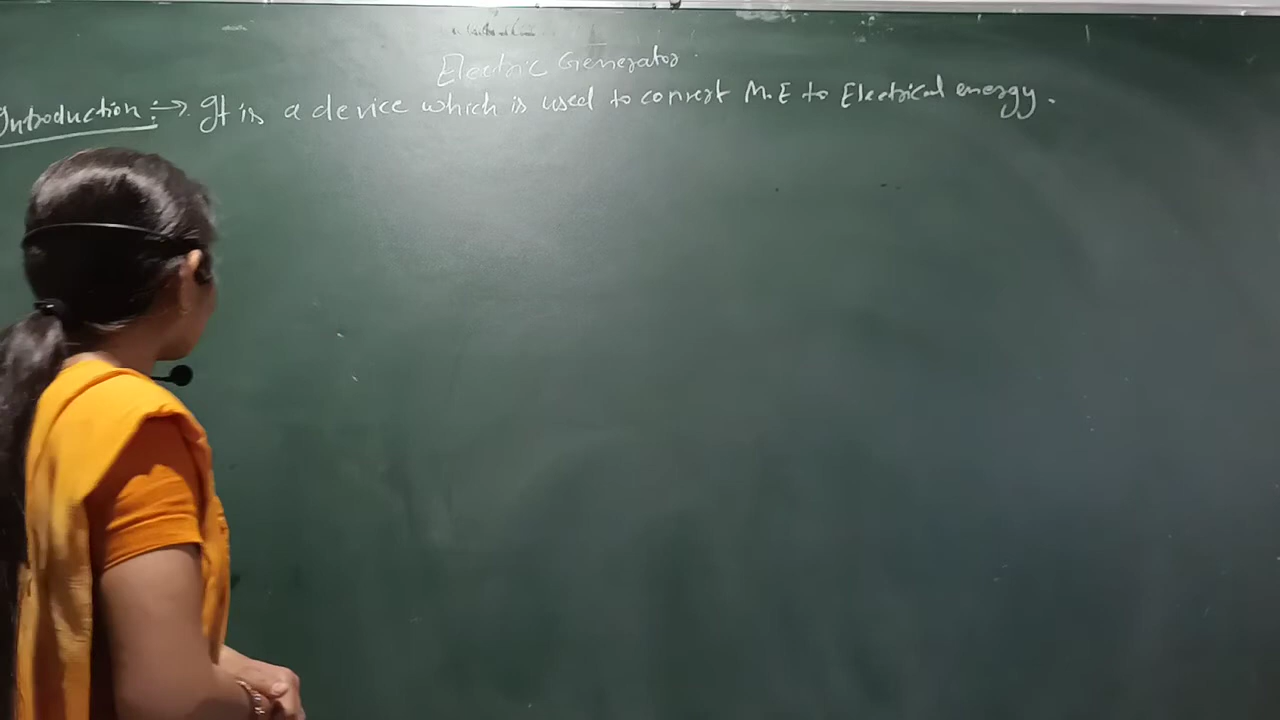 Electric Generator
Introduction :→ It is a device which is used to convert M.E to Electrical energy.